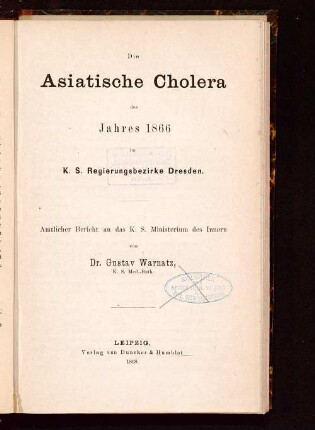 Die
Asiatische Cholera
des
Jahres 1866
im
K. S. Regierungsbezirke Dresden.
Amtlicher Bericht an das K. S. Ministerium des Innern
von
Dr. Gustav Warnatz,
K. S. Med.-Rath.
LEIPZIG,
Verlag von Duncker & Humblot
1868.